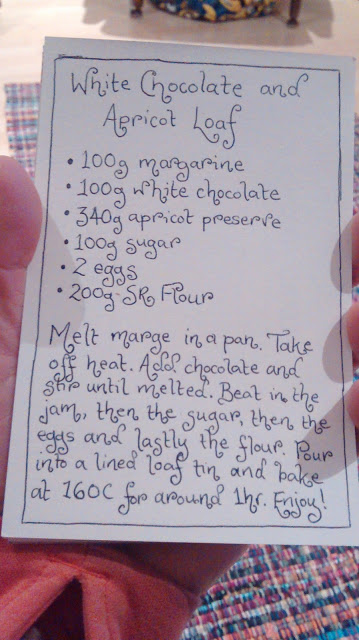 White Chocolate and
Apricot Loaf
• 100g margarine
• 100g white chocolate
• 340g apricot preserve
• 100g sugar
• 2 eggs
• 200g SR Flour
Melt marge in a pan. Take
off heat. Add chocolate and
stir until melted. Beat in the
jam, then the sugar, then the
eggs and lastly the flour. Pour
into a lined loaf tin and bake
at 160C for around 1hr. Enjoy!